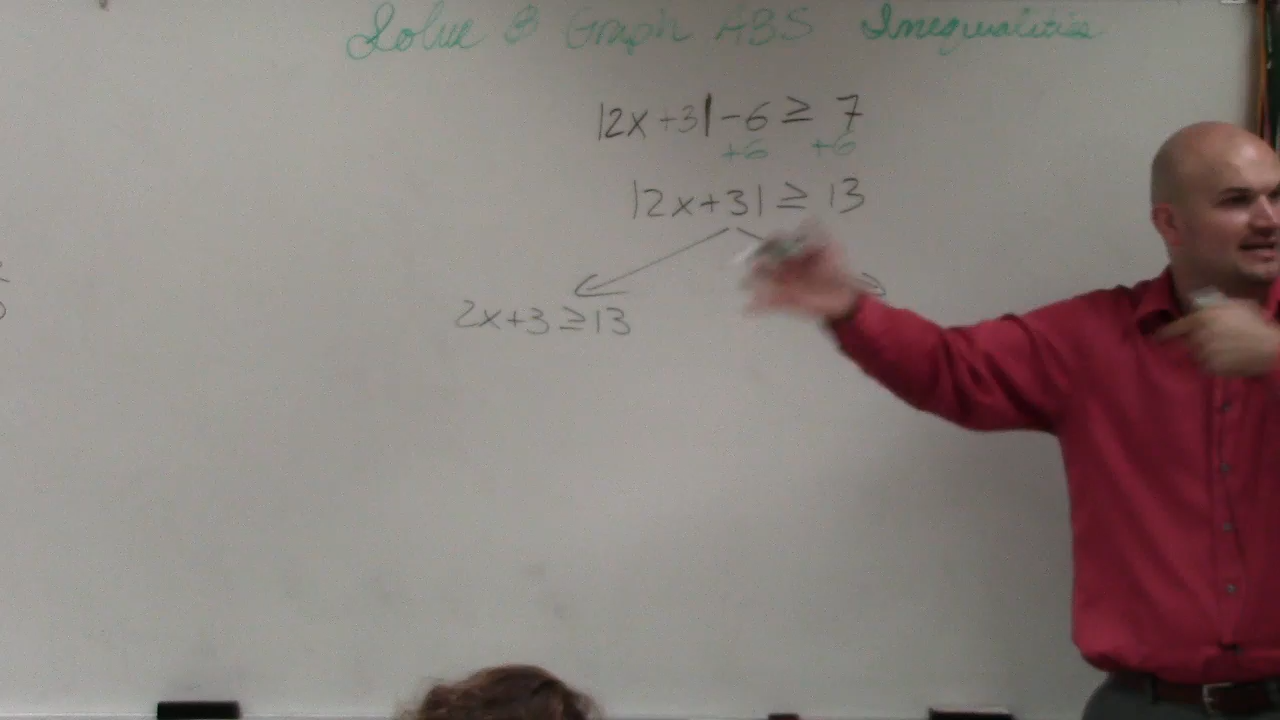 Solve & Graph ABS Inequalities
|2x+3|-6 ≥ 7
+6 +6
|2x+3| ≥ 13
2x+3 ≥ 13